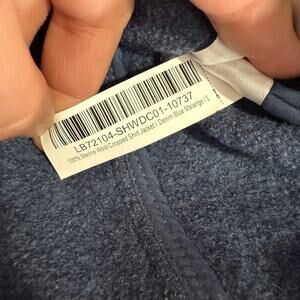 LB72104-SHWDC01-10737
100% Merino Wool Cropped Shirt Jacket / Denim Blue Melange / S